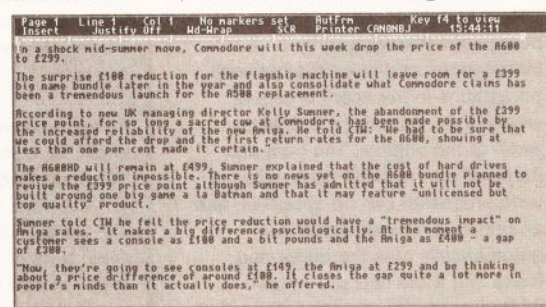 Page 1 Line 1 Col 1 No markers set AutFrm Key f4 to view
Insert Justify Off Wd-Wrap SCR Printer CANONBJ 15:44:11
In a shock mid-summer move, Commodore will this week drop the price of the A600
to £299.
The surprise £100 reduction for the flagship machine will leave room for a £399
big name bundle later in the year and also consolidate what Commodore claims has
been a tremendous launch for the A500 replacement.
According to new UK managing director Kelly Sumner, the abandonment of the £399
price point, for so long a sacred cow at Commodore, has been made possible by
the increased reliability of the new Amiga. He told CTW: "We had to be sure that
we could afford the drop and the first return rates for the A600, showing at
less than one per cent made it certain."
The A600HD will remain at £499, Sumner explained that the cost of hard drives
makes a reduction impossible. There is no news yet on the A600 bundle planned to
revive the £399 price point although Sumner has admitted that it will not be
built around one big game a la Batman and that it may feature "unlicensed but
top quality" product.
Sumner told CTW he felt the price reduction would have a "tremendous impact" on
Amiga sales. "It makes a big difference psychologically. At the moment a
customer sees a console as £100 and a bit pounds and the Amiga as £400 - a gap
of £300.
"Now, they're going to see consoles at £149, the Amiga at £299 and be thinking
about a price drifference of around £100. It closes the gap quite a lot more in
people's minds than it actually does," he offered.